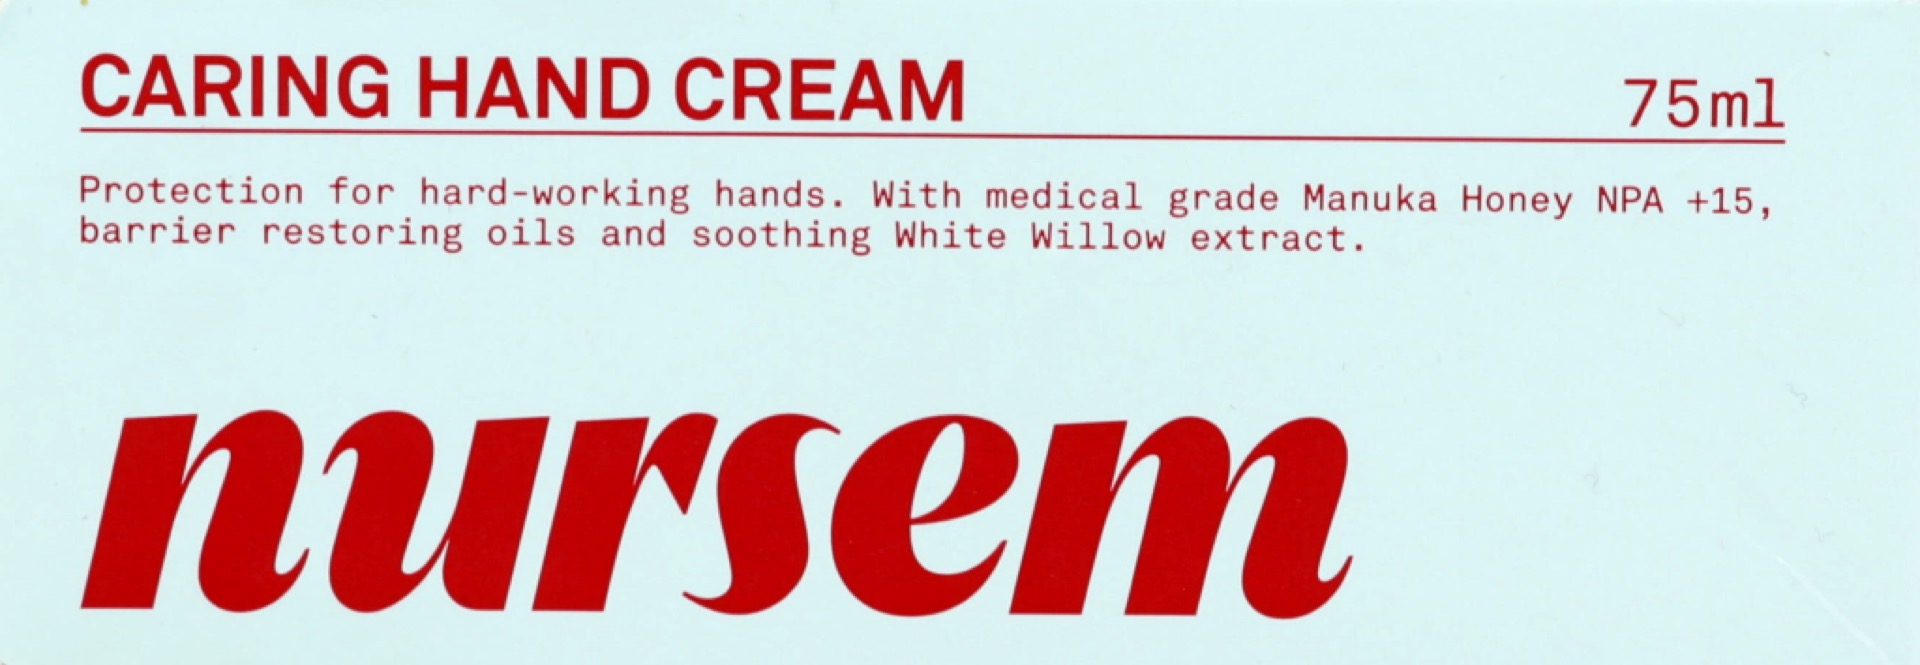 CARING HAND CREAM 75ml
Protection for hard-working hands. With medical grade Manuka Honey NPA +15,
barrier restoring oils and soothing White Willow extract.
nursem